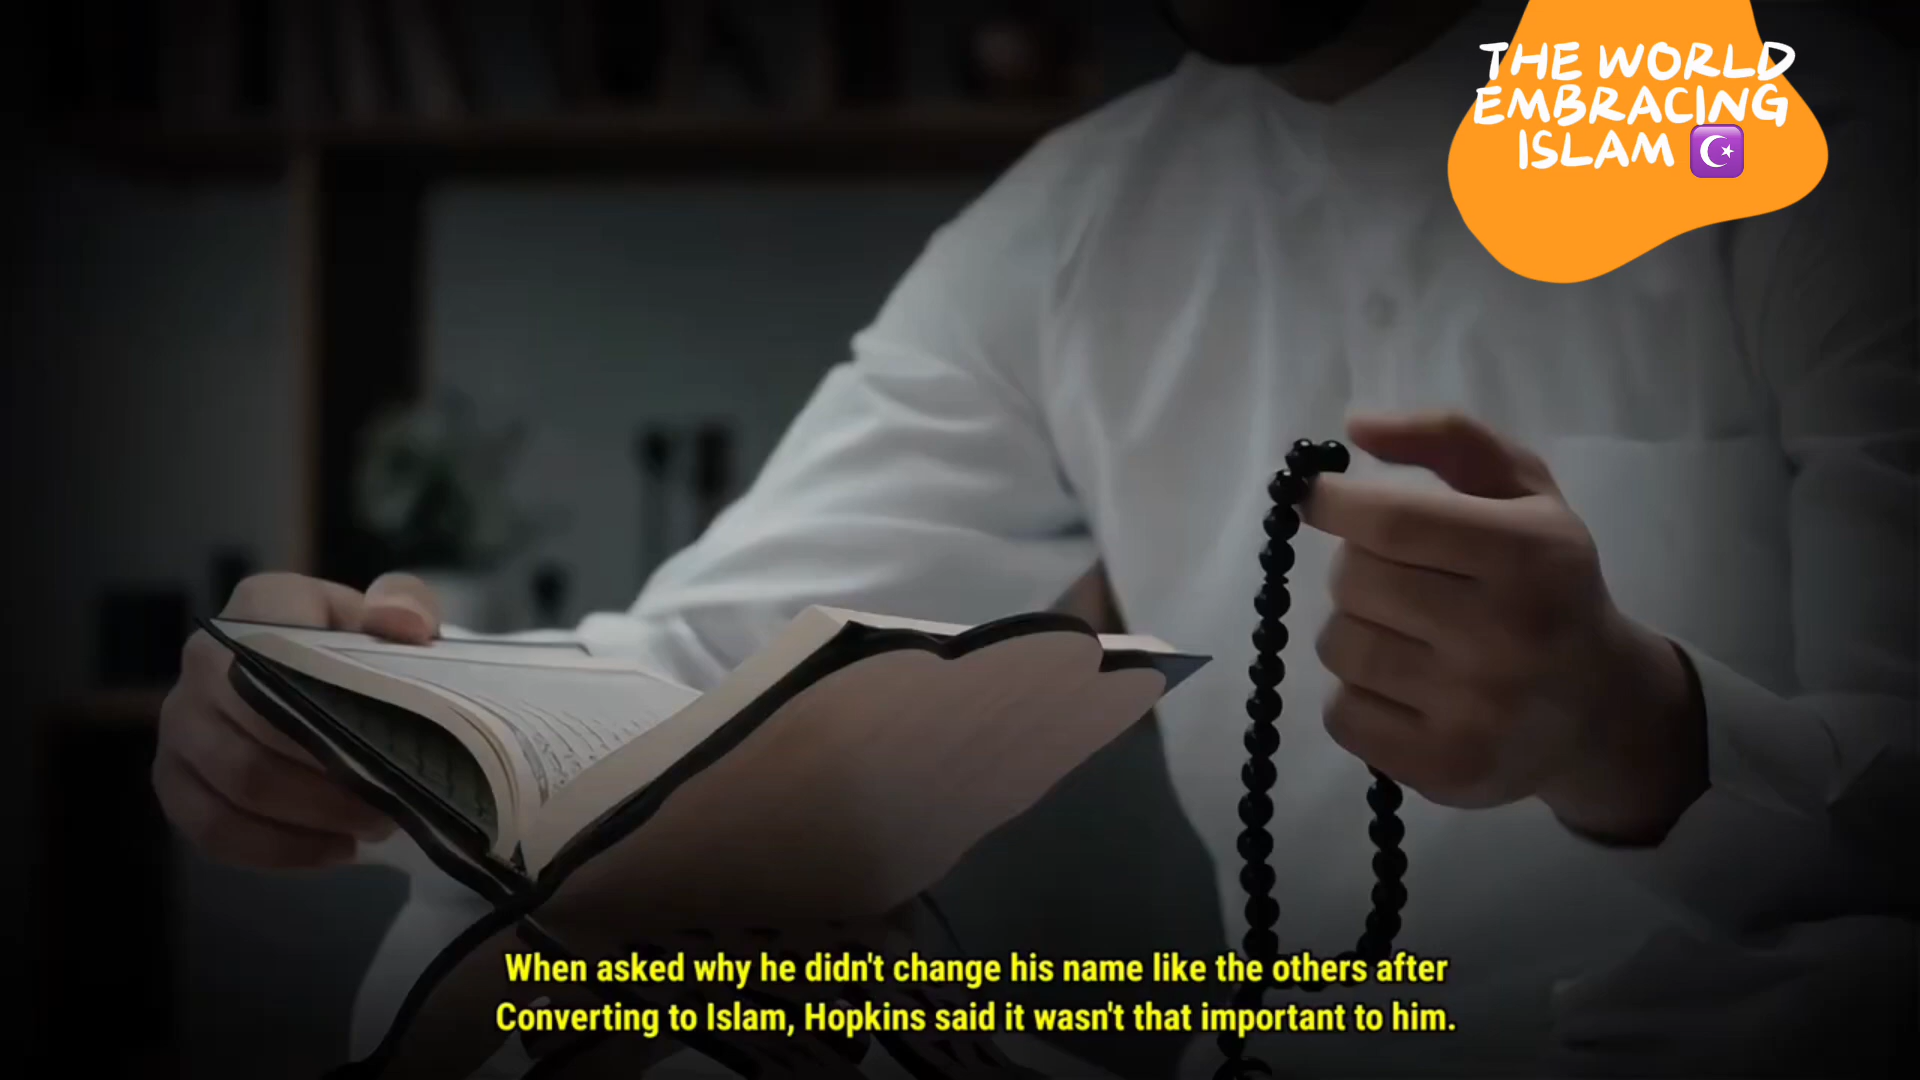 THE WORLD
EMBRACING
ISLAM ☪️
When asked why he didn't change his name like the others after
Converting to Islam, Hopkins said it wasn't that important to him.